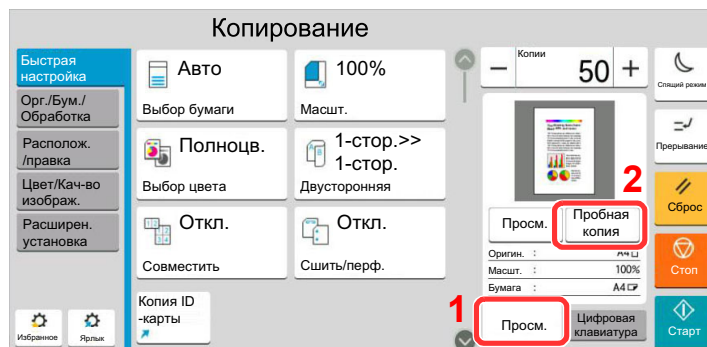 Копирование
Быстрая
настройка
Орг./Бум./
Обработка
Располож.
/правка
Цвет/Кач-во
изображ.
Расширен.
установка
Избранное
Ярлык
Авто
Выбор бумаги
100%
Масшт.
Полноцв.
Выбор цвета
1-стор.>>
1-стор.
Двусторонняя
Откл.
Совместить
Откл.
Сшить/перф.
Копия ID
-карты
Копии
50
2
Просм.
Пробная
копия
Оригин. : A4
Масшт. : 100%
Бумага : A4
1
Просм.
Цифровая
клавиатура
Спящий режим
Прерывание
Сброс
Стоп
Старт